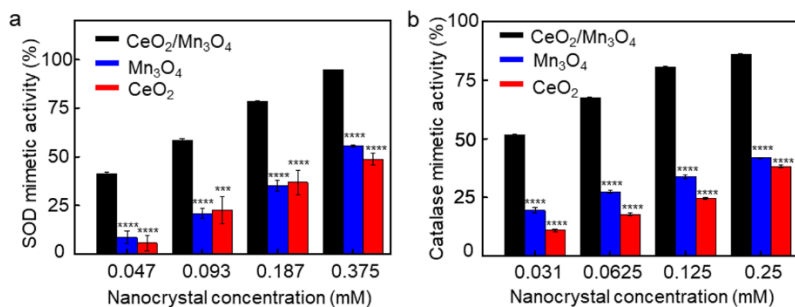 a
SOD mimetic activity (%)
100
75
50
25
0
CeO₂/Mn₃O₄
Mn₃O₄
CeO₂
****
****
****
***
****
****
****
****
0.047 0.093 0.187 0.375
Nanocrystal concentration (mM)
b
Catalase mimetic activity (%)
100
75
50
25
0
CeO₂/Mn₃O₄
Mn₃O₄
CeO₂
****
****
****
****
****
****
****
****
0.031 0.0625 0.125 0.25
Nanocrystal concentration (mM)